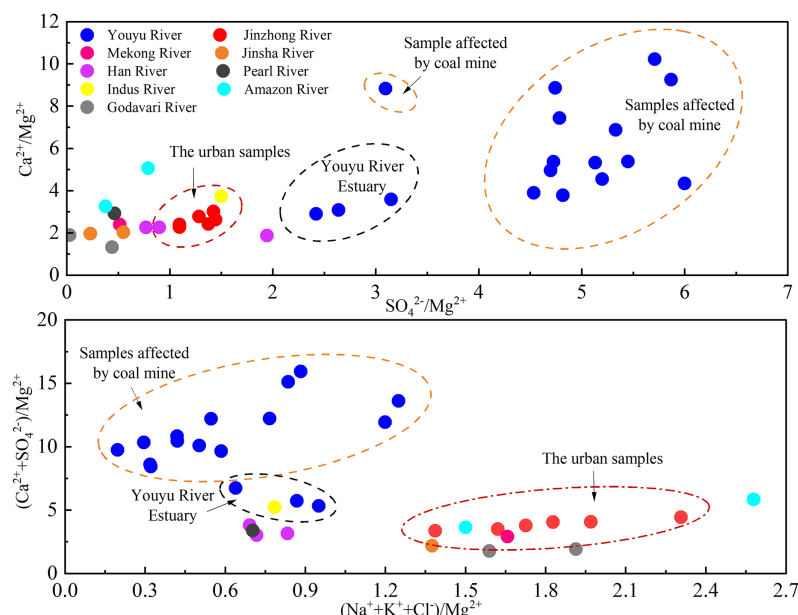 12
10
8
6
4
2
0
Ca²⁺/Mg²⁺
Youyu River
Jinzhong River
Mekong River
Jinsha River
Han River
Pearl River
Indus River
Amazon River
Godavari River
Sample affected
by coal mine
Samples affected
by coal mine
The urban samples
Youyu River
Estuary
0
1
2
3
4
5
6
7
SO₄²⁻/Mg²⁺
20
15
10
5
0
(Ca²⁺+SO₄²⁻)/Mg²⁺
Samples affected
by coal mine
Youyu River
Estuary
The urban samples
0.0
0.3
0.6
0.9
1.2
1.5
1.8
2.1
2.4
2.7
(Na⁺+K⁺+Cl⁻)/Mg²⁺